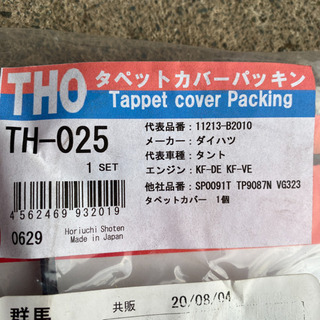 THO タペットカバーパッキン
Tappet cover Packing
TH-025
1 SET
代表品番：11213-B2010
メーカー：ダイハツ
代表車種：タント
エンジン：KF-DE KF-VE
他社品番：SP0091T TP9087N VG323
タペットカバー 1個
4562469932019
0629
Horiuchi Shoten
Made in Japan
共販 20/08/04
群馬